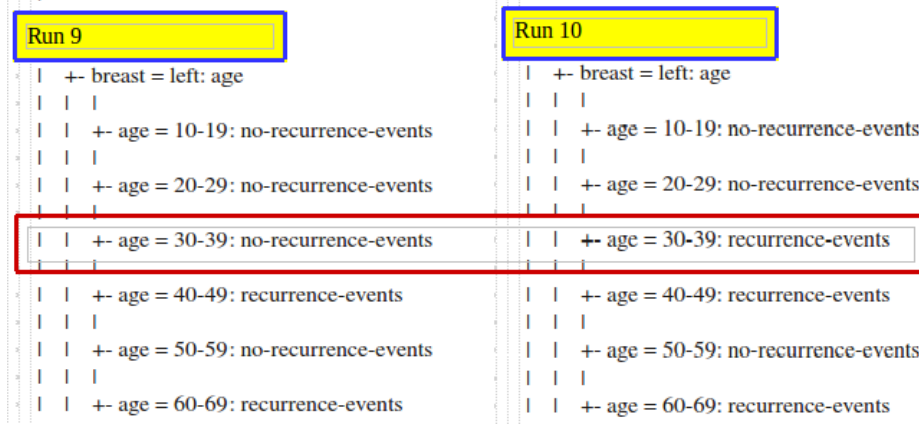 Run 9
| +- breast = left: age
| | |
| | +- age = 10-19: no-recurrence-events
| | |
| | +- age = 20-29: no-recurrence-events
| | |
| | +- age = 30-39: no-recurrence-events
| | |
| | +- age = 40-49: recurrence-events
| | |
| | +- age = 50-59: no-recurrence-events
| | |
| | +- age = 60-69: recurrence-events
Run 10
| +- breast = left: age
| | |
| | +- age = 10-19: no-recurrence-events
| | |
| | +- age = 20-29: no-recurrence-events
| | |
| | +- age = 30-39: recurrence-events
| | |
| | +- age = 40-49: recurrence-events
| | |
| | +- age = 50-59: no-recurrence-events
| | |
| | +- age = 60-69: recurrence-events